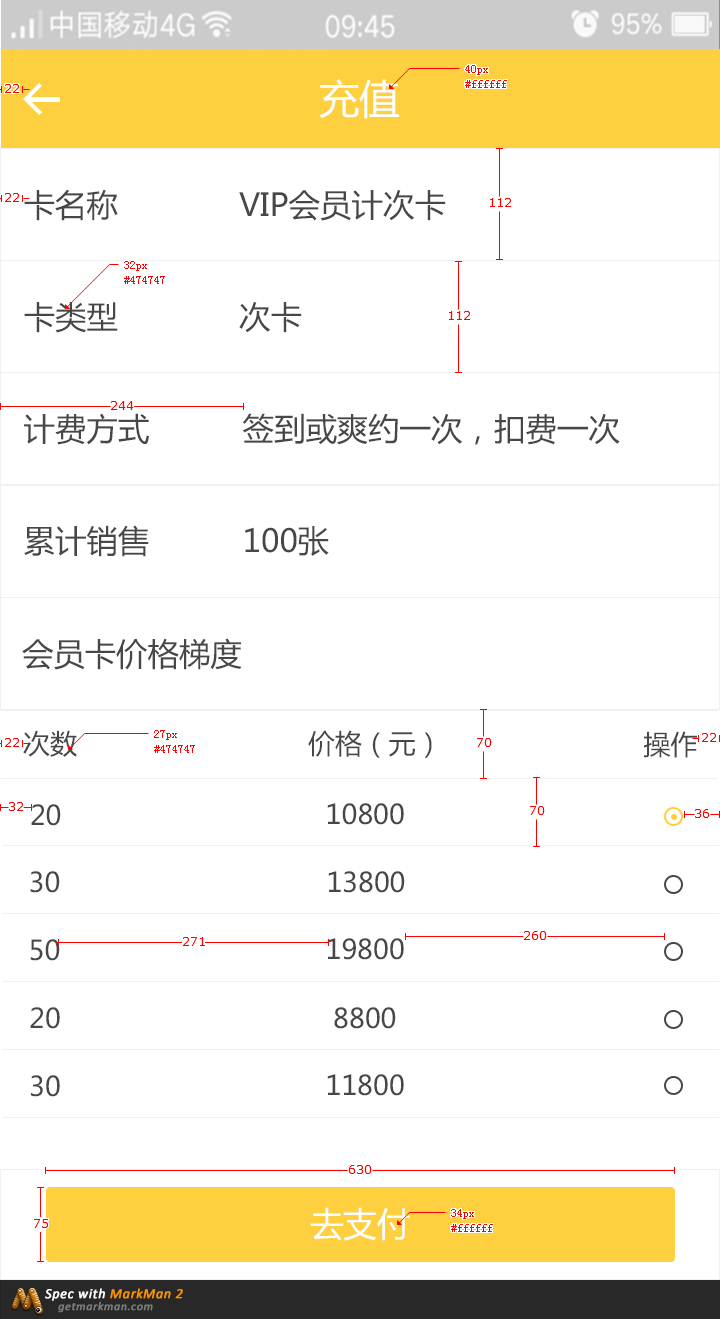 中国移动4G 09:45 95%
22 充值 40px
#ffffff
22 卡名称 VIP会员计次卡 112
32px
#474747
卡类型 次卡 112
244
计费方式 签到或爽约一次，扣费一次
累计销售 100张
会员卡价格梯度
22 次数 27px 价格（元） 70 操作 22
#474747
32 20 10800 70 36
30 13800
50 271 19800 260
20 8800
30 11800
630
75 去支付 34px
#ffffff
Spec with MarkMan 2
getmarkman.com